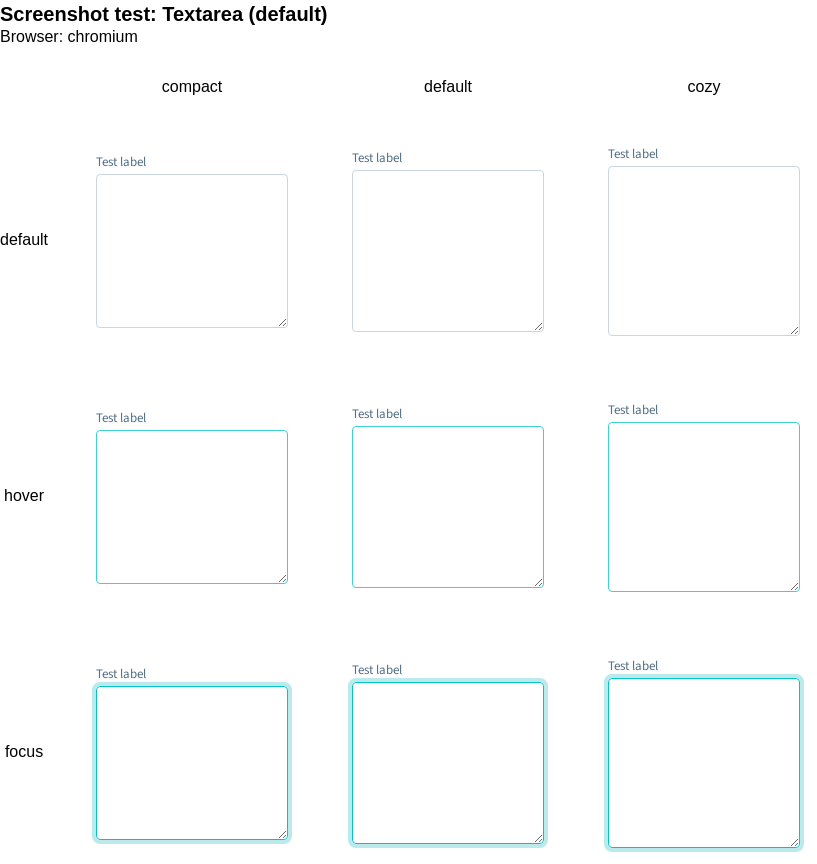 Screenshot test: Textarea (default)
Browser: chromium
compact default cozy
Test label Test label Test label
default
Test label Test label Test label
hover
Test label Test label Test label
focus